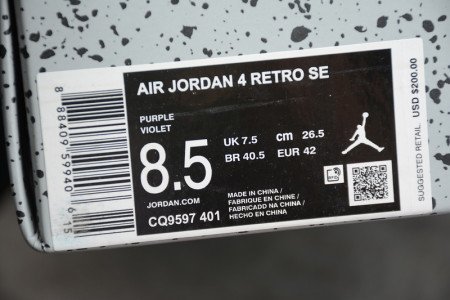 AIR JORDAN 4 RETRO SE
PURPLE
VIOLET
8.5
UK 7.5 cm 26.5
BR 40.5 EUR 42
JORDAN.COM
CQ9597 401
MADE IN CHINA /
FABRIQUE EN CHINE /
FABRICADO NA CHINA /
HECHO EN CHINA
SUGGESTED RETAIL USD $200.00